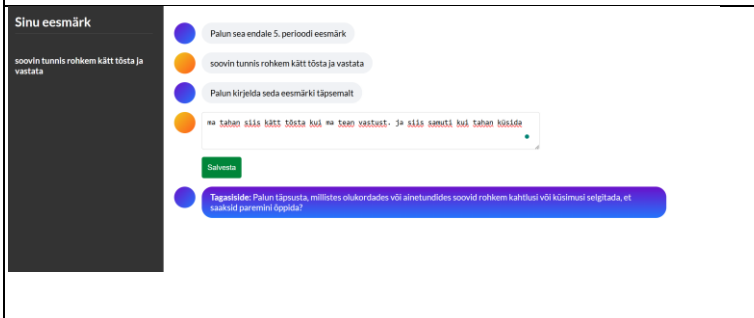 Sinu eesmärk
soovin tunnis rohkem kätt tõsta ja
vastata
Palun sea endale 5. perioodi eesmärk
soovin tunnis rohkem kätt tõsta ja vastata
Palun kirjelda seda eesmärki täpsemalt
ma tahan siis kätt tõsta kui ma tean vastust. ja siis samuti kui tahan küsida
Salvesta
Tagasiside: Palun täpsusta, millistes olukordades või ainetundides soovid rohkem kahtlusi või küsimusi selgitada, et
saaksid paremini õppida?